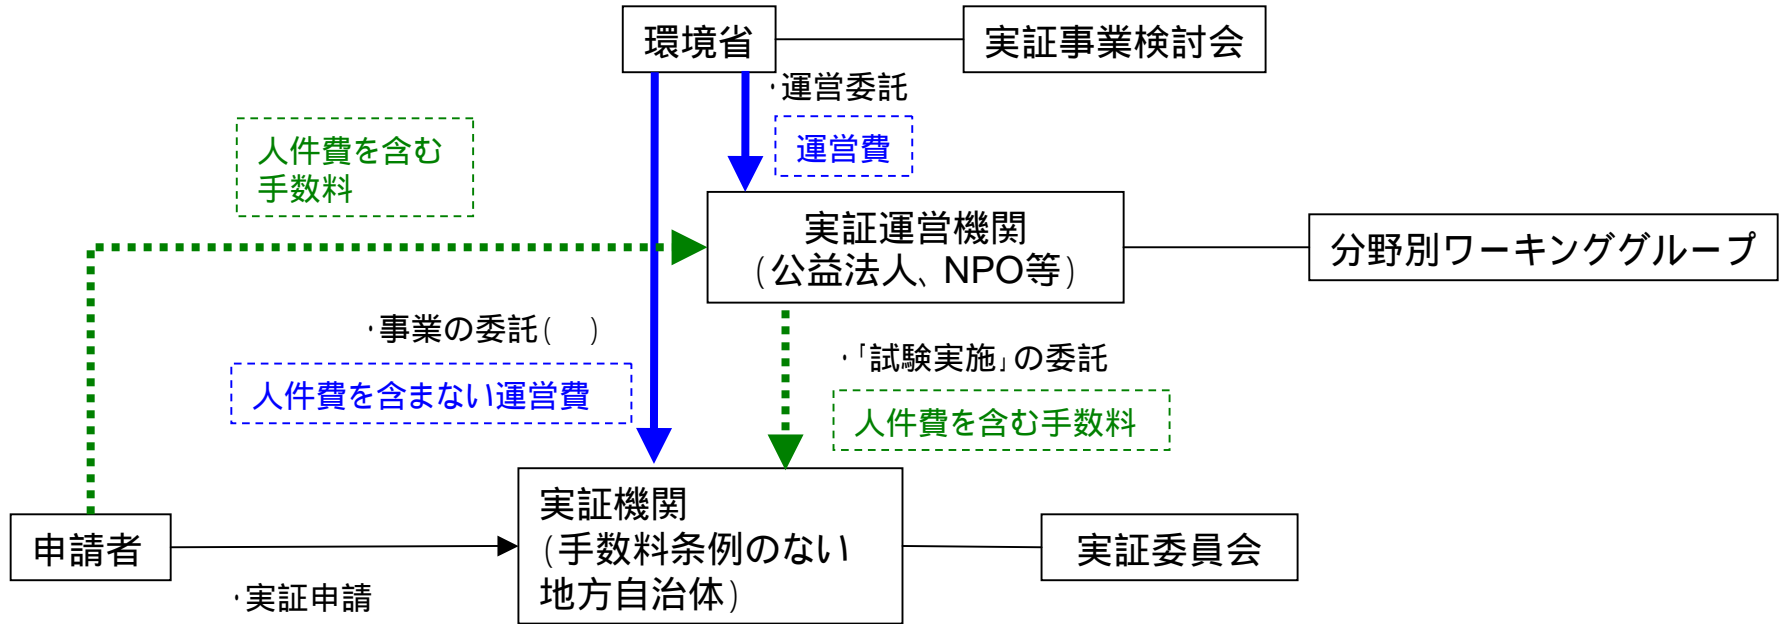 環境省
実証事業検討会
・運営委託
運営費
人件費を含む
手数料
実証運営機関
(公益法人、NPO等)
分野別ワーキンググループ
・事業の委託(　)
人件費を含まない運営費
・「試験実施」の委託
人件費を含む手数料
実証機関
(手数料条例のない
地方自治体)
申請者
実証委員会
・実証申請